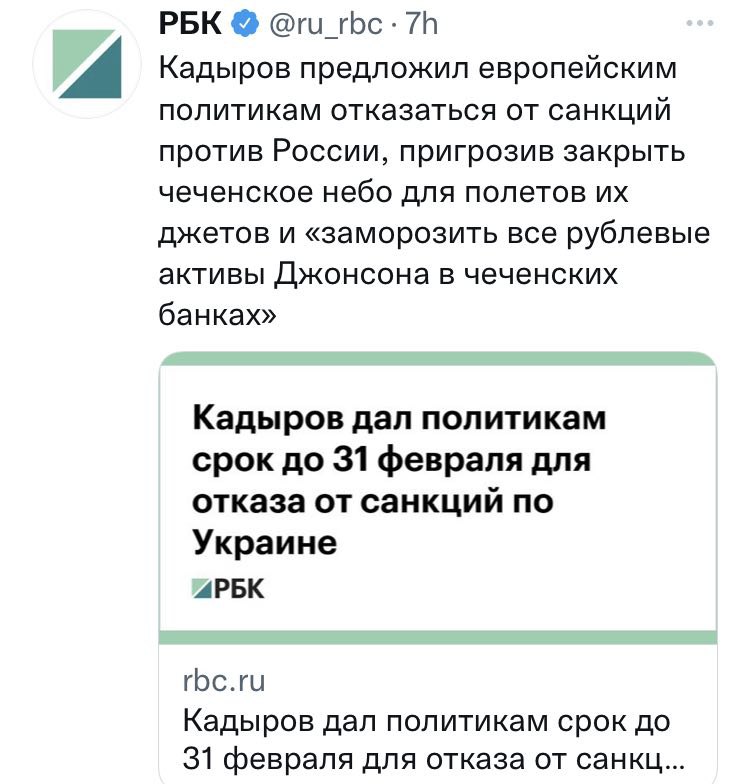 РБК @ru_rbc · 7h
Кадыров предложил европейским
политикам отказаться от санкций
против России, пригрозив закрыть
чеченское небо для полетов их
джетов и «заморозить все рублевые
активы Джонсона в чеченских
банках»
Кадыров дал политикам
срок до 31 февраля для
отказа от санкций по
Украине
РБК
rbc.ru
Кадыров дал политикам срок до
31 февраля для отказа от санкц...